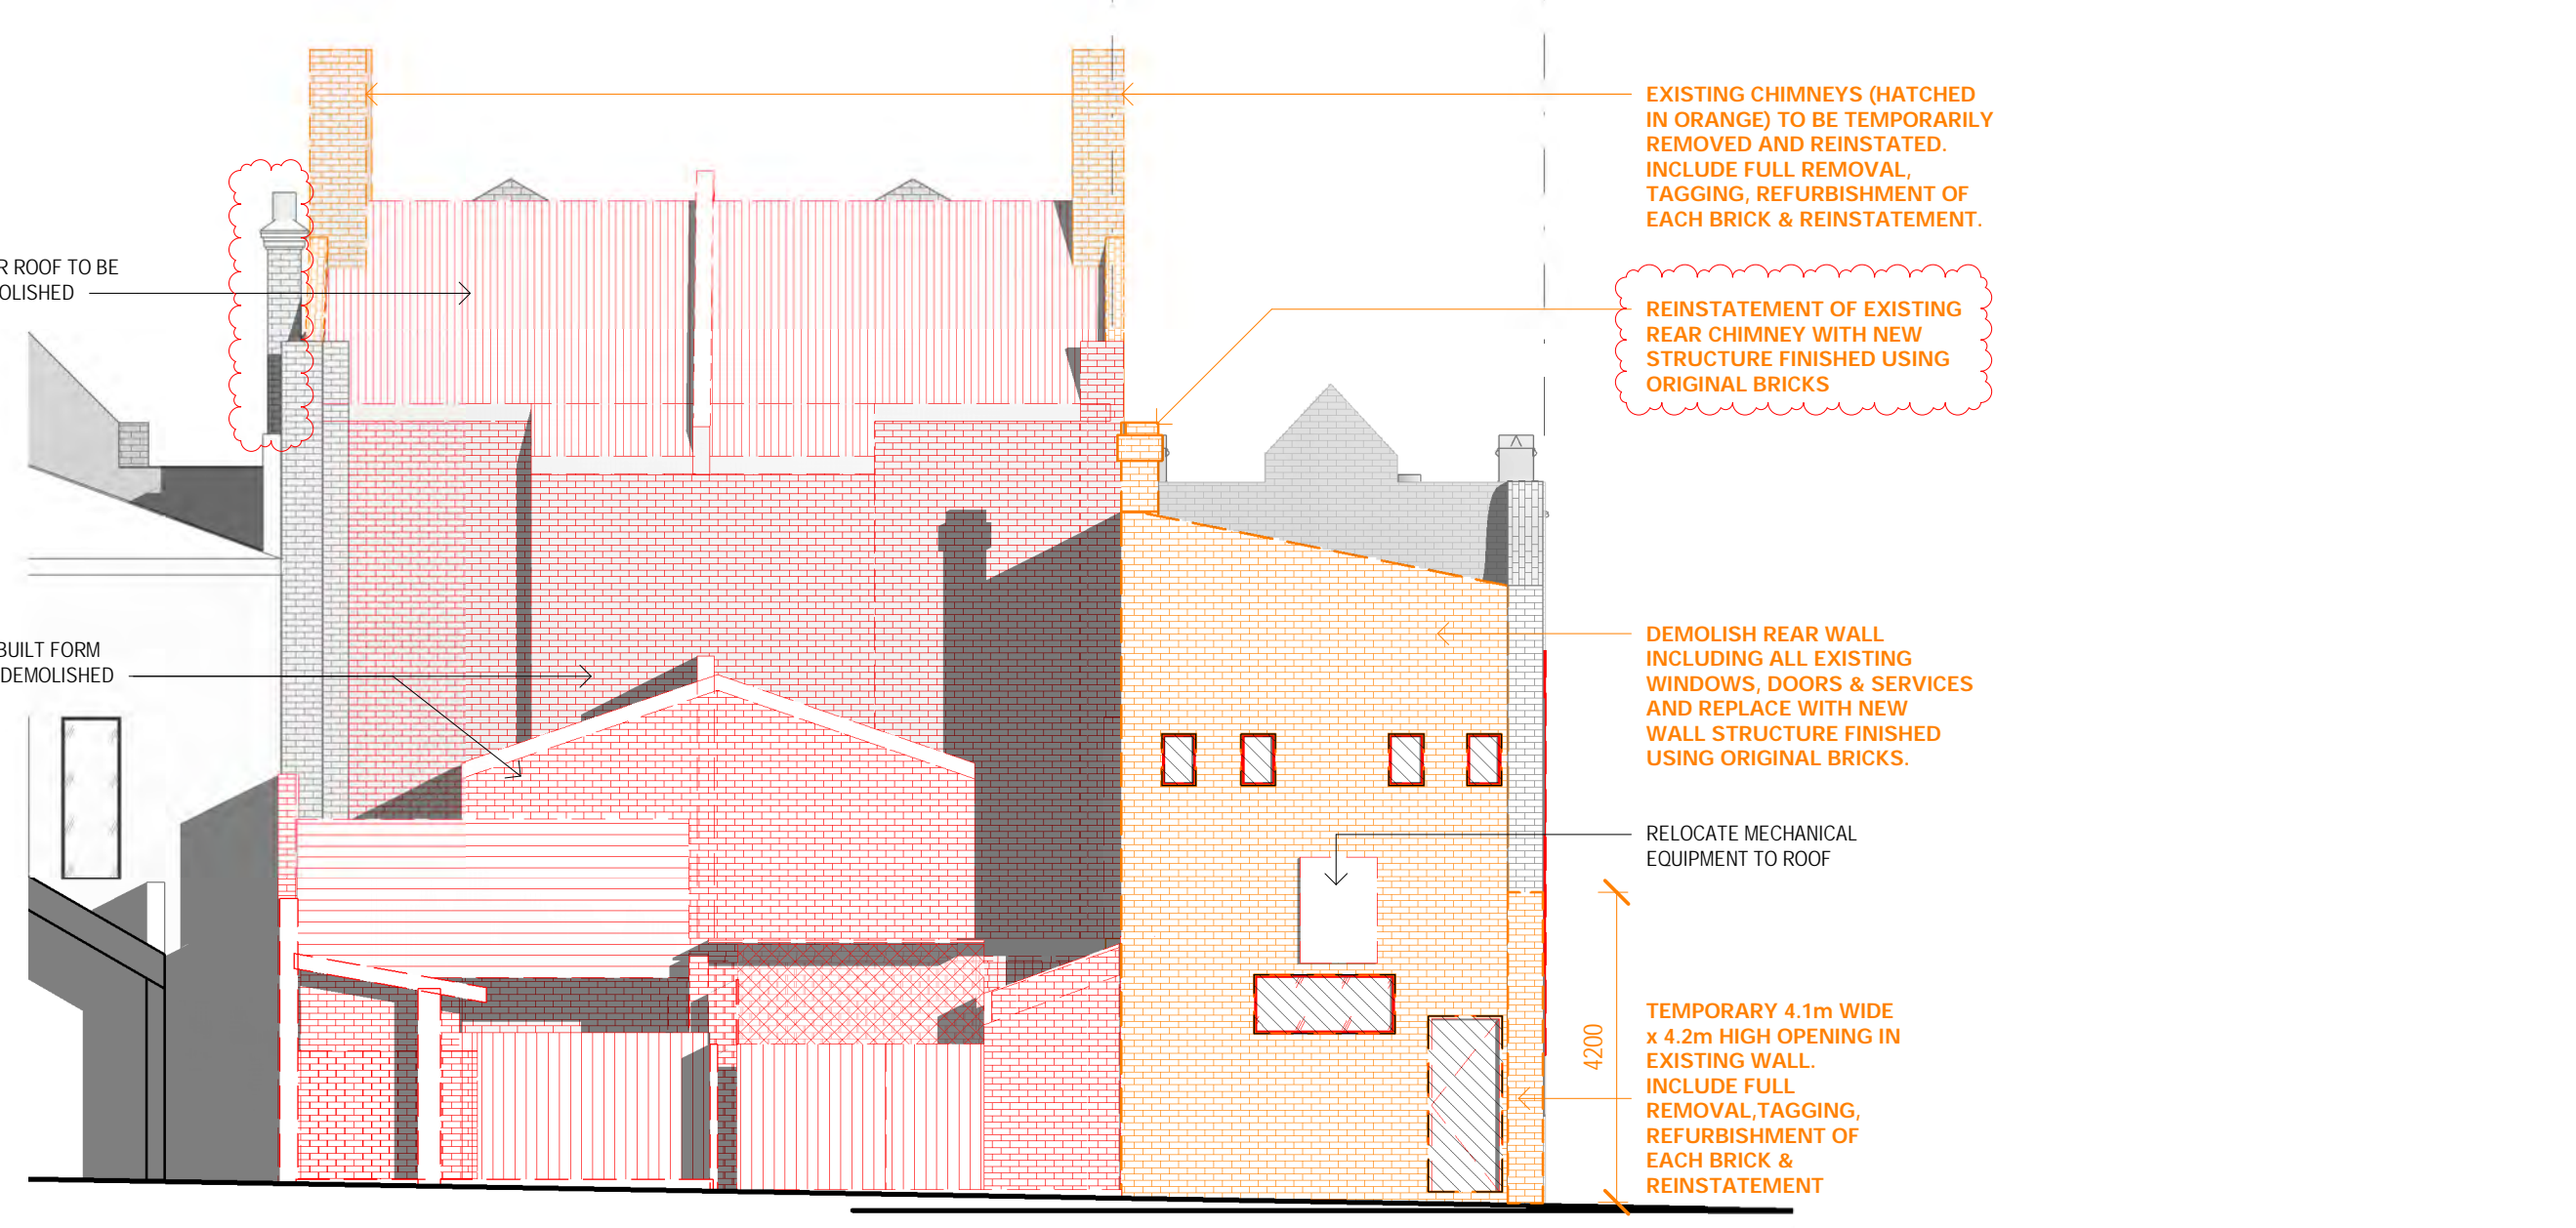 EXISTING CHIMNEYS (HATCHED
IN ORANGE) TO BE TEMPORARILY
REMOVED AND REINSTATED.
INCLUDE FULL REMOVAL,
TAGGING, REFURBISHMENT OF
EACH BRICK & REINSTATEMENT.
R ROOF TO BE
OLISHED
REINSTATEMENT OF EXISTING
REAR CHIMNEY WITH NEW
STRUCTURE FINISHED USING
ORIGINAL BRICKS
BUILT FORM
DEMOLISHED
DEMOLISH REAR WALL
INCLUDING ALL EXISTING
WINDOWS, DOORS & SERVICES
AND REPLACE WITH NEW
WALL STRUCTURE FINISHED
USING ORIGINAL BRICKS.
RELOCATE MECHANICAL
EQUIPMENT TO ROOF
4200
TEMPORARY 4.1m WIDE
x 4.2m HIGH OPENING IN
EXISTING WALL.
INCLUDE FULL
REMOVAL,TAGGING,
REFURBISHMENT OF
EACH BRICK &
REINSTATEMENT